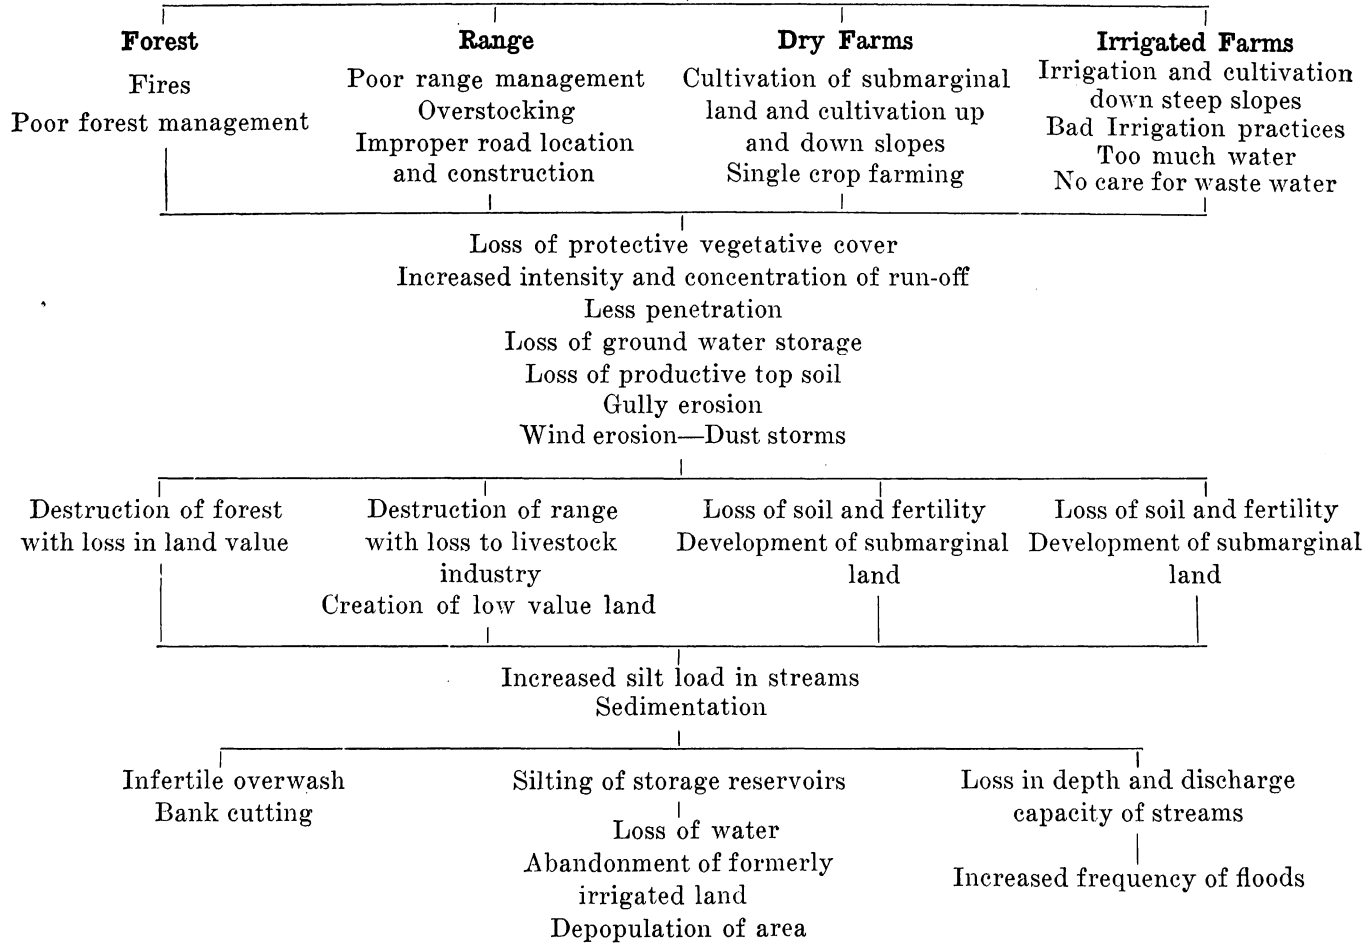 Forest
Fires
Poor forest management
Range
Poor range management
Overstocking
Improper road location
and construction
Dry Farms
Cultivation of submarginal
land and cultivation up
and down slopes
Single crop farming
Irrigated Farms
Irrigation and cultivation
down steep slopes
Bad Irrigation practices
Too much water
No care for waste water
Loss of protective vegetative cover
Increased intensity and concentration of run-off
Less penetration
Loss of ground water storage
Loss of productive top soil
Gully erosion
Wind erosion—Dust storms
Destruction of forest
with loss in land value
Destruction of range
with loss to livestock
industry
Creation of low value land
Loss of soil and fertility
Development of submarginal
land
Loss of soil and fertility
Development of submarginal
land
Increased silt load in streams
Sedimentation
Infertile overwash
Bank cutting
Silting of storage reservoirs
Loss of water
Abandonment of formerly
irrigated land
Depopulation of area
Loss in depth and discharge
capacity of streams
Increased frequency of floods